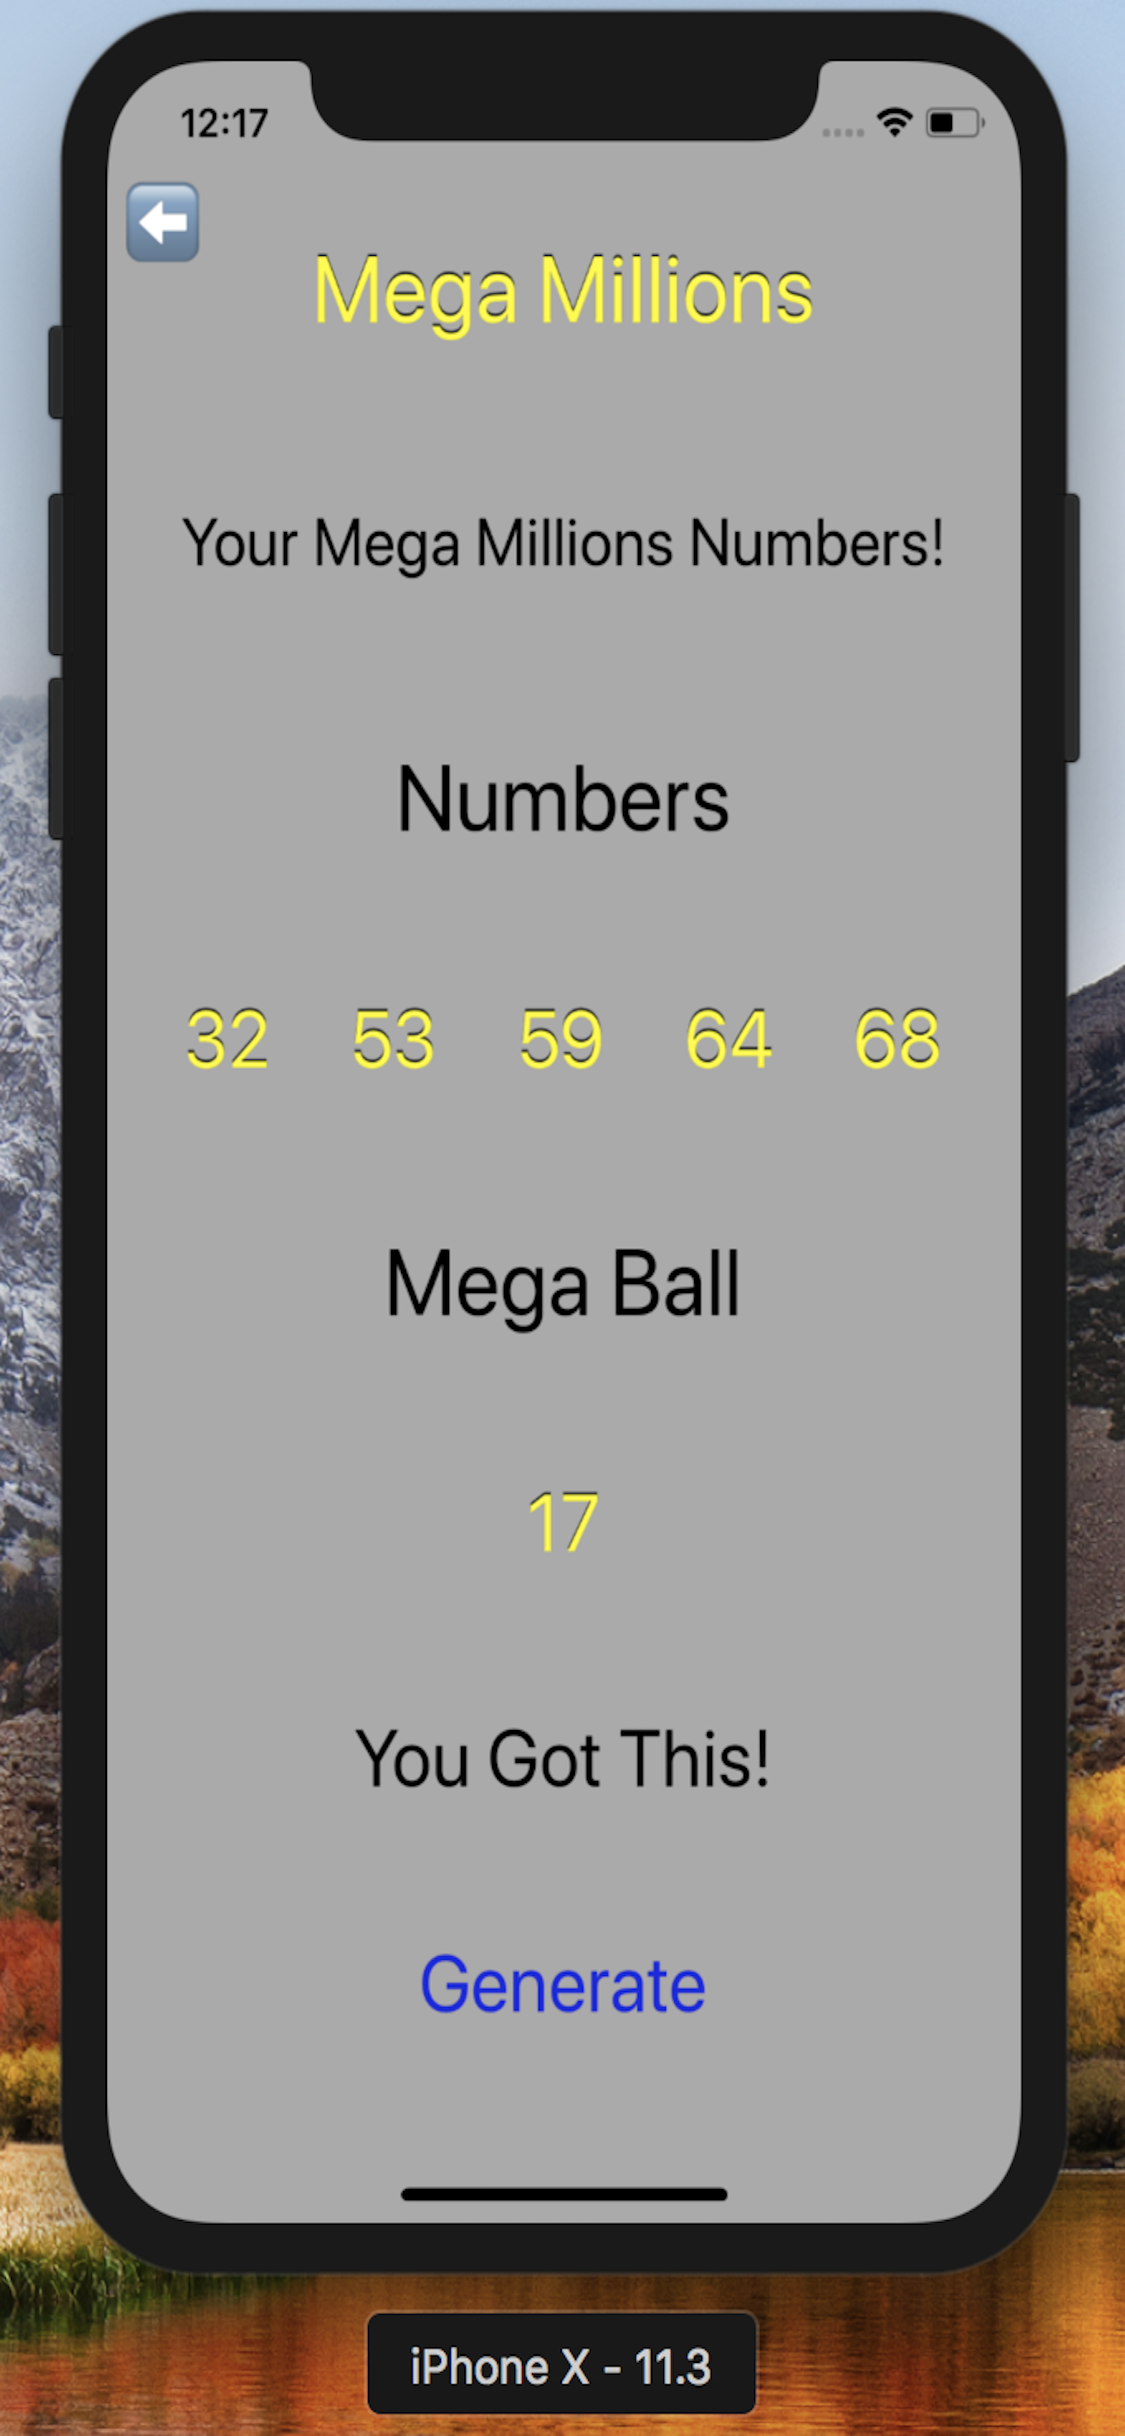 12:17
Mega Millions
Your Mega Millions Numbers!
Numbers
32 53 59 64 68
Mega Ball
17
You Got This!
Generate
iPhone X - 11.3